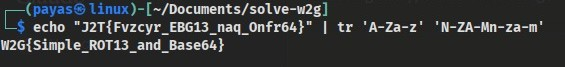 ┌──(payas㉿linux)-[~/Documents/solve-w2g]
└─$ echo "J2T{Fvzcyr_EBG13_naq_Onfr64}" | tr 'A-Za-z' 'N-ZA-Mn-za-m'
W2G{Simple_ROT13_and_Base64}